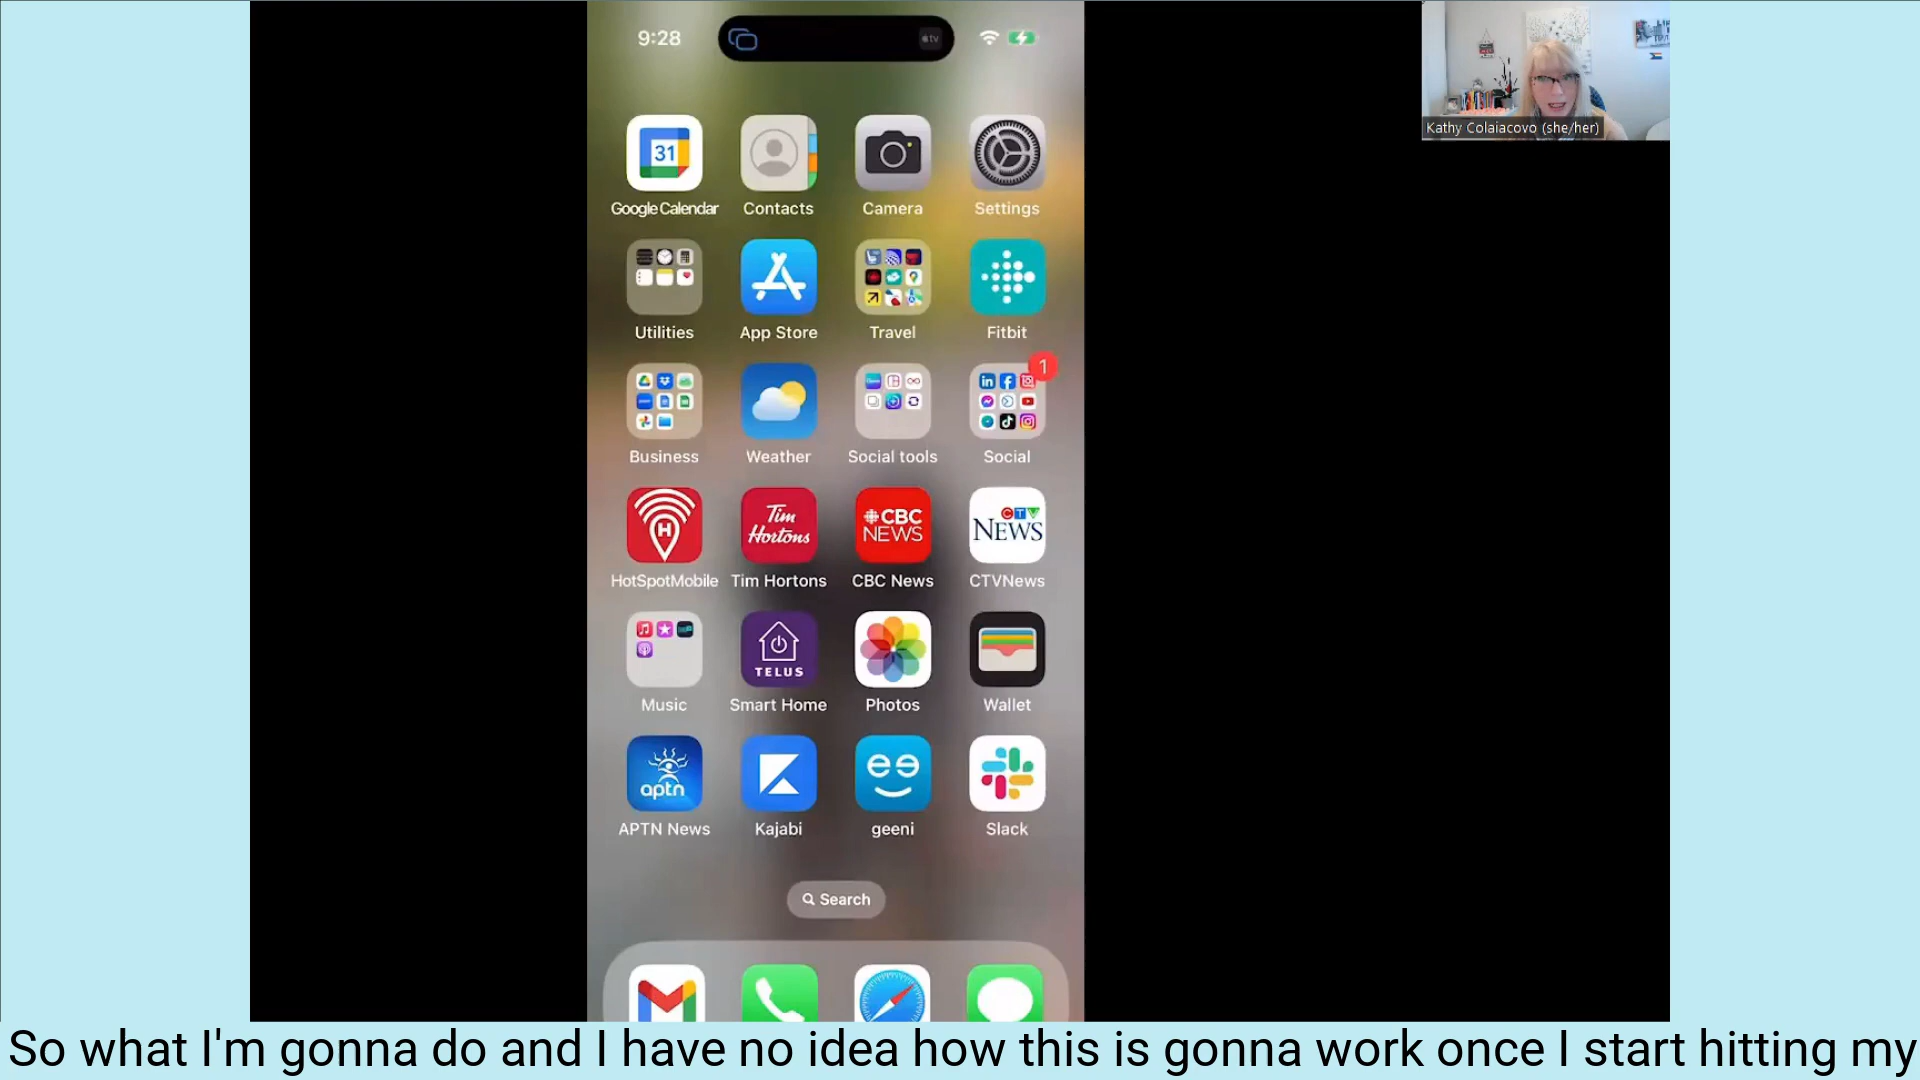 9:28
tv
Kathy Colaiacovo (she/her)
31
Google Calendar Contacts Camera Settings
Utilities App Store Travel Fitbit
1
Business Weather Social tools Social
H
Tim Hortons
CBC NEWS
CTV NEWS
HotSpotMobile Tim Hortons CBC News CTVNews
TELUS
Music Smart Home Photos Wallet
aptn
APTN News Kajabi geeni Slack
Search
So what I'm gonna do and I have no idea how this is gonna work once I start hitting my